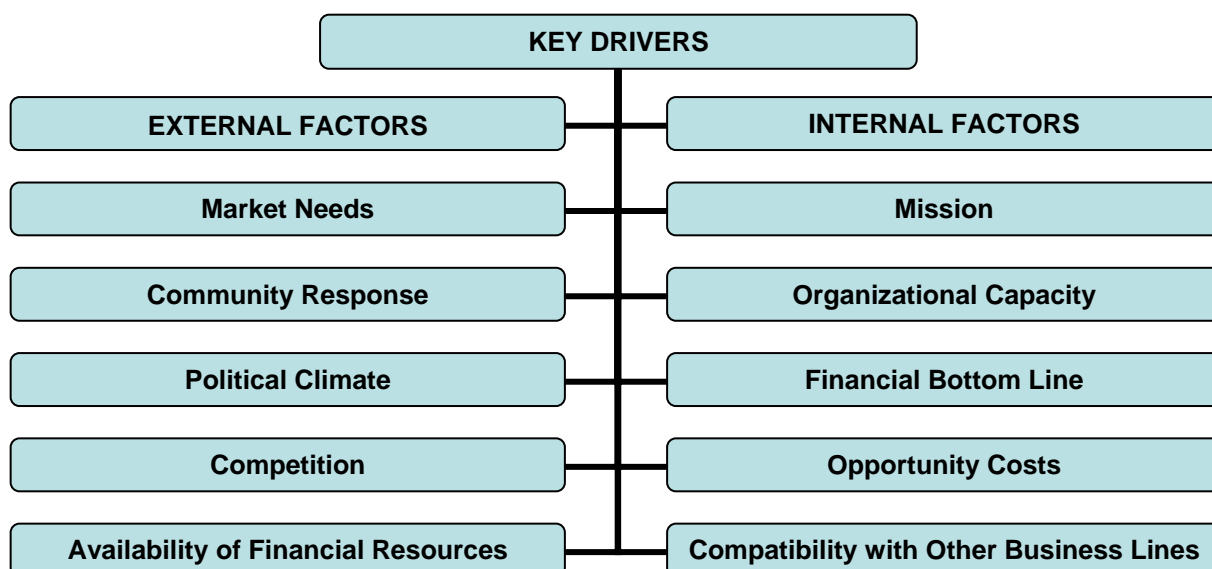 KEY DRIVERS
EXTERNAL FACTORS
INTERNAL FACTORS
Market Needs
Mission
Community Response
Organizational Capacity
Political Climate
Financial Bottom Line
Competition
Opportunity Costs
Availability of Financial Resources
Compatibility with Other Business Lines